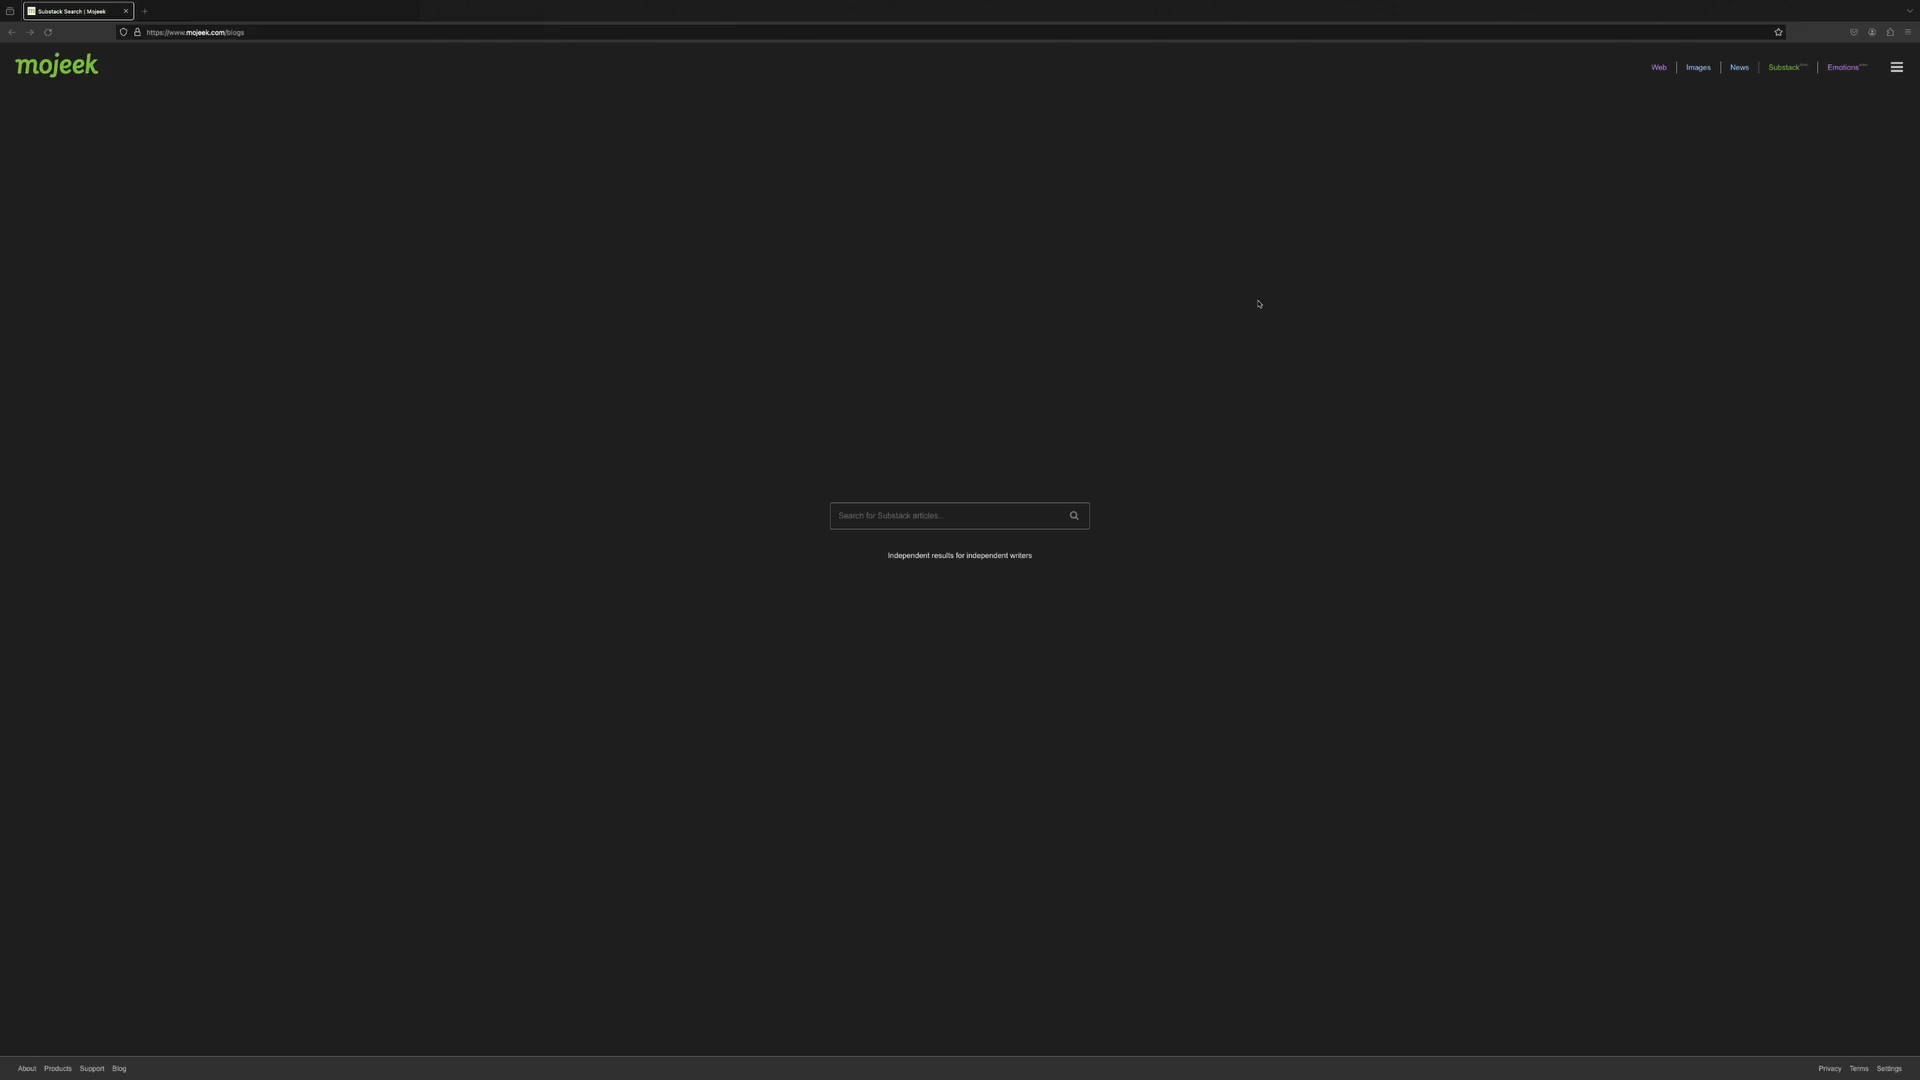 Substack Search | Mojeek
https://www.mojeek.com/blogs
mojeek
Web
Images
News
Substack
Emotions
Search for Substack articles...
Independent results for independent writers
About
Products
Support
Blog
Privacy
Terms
Settings